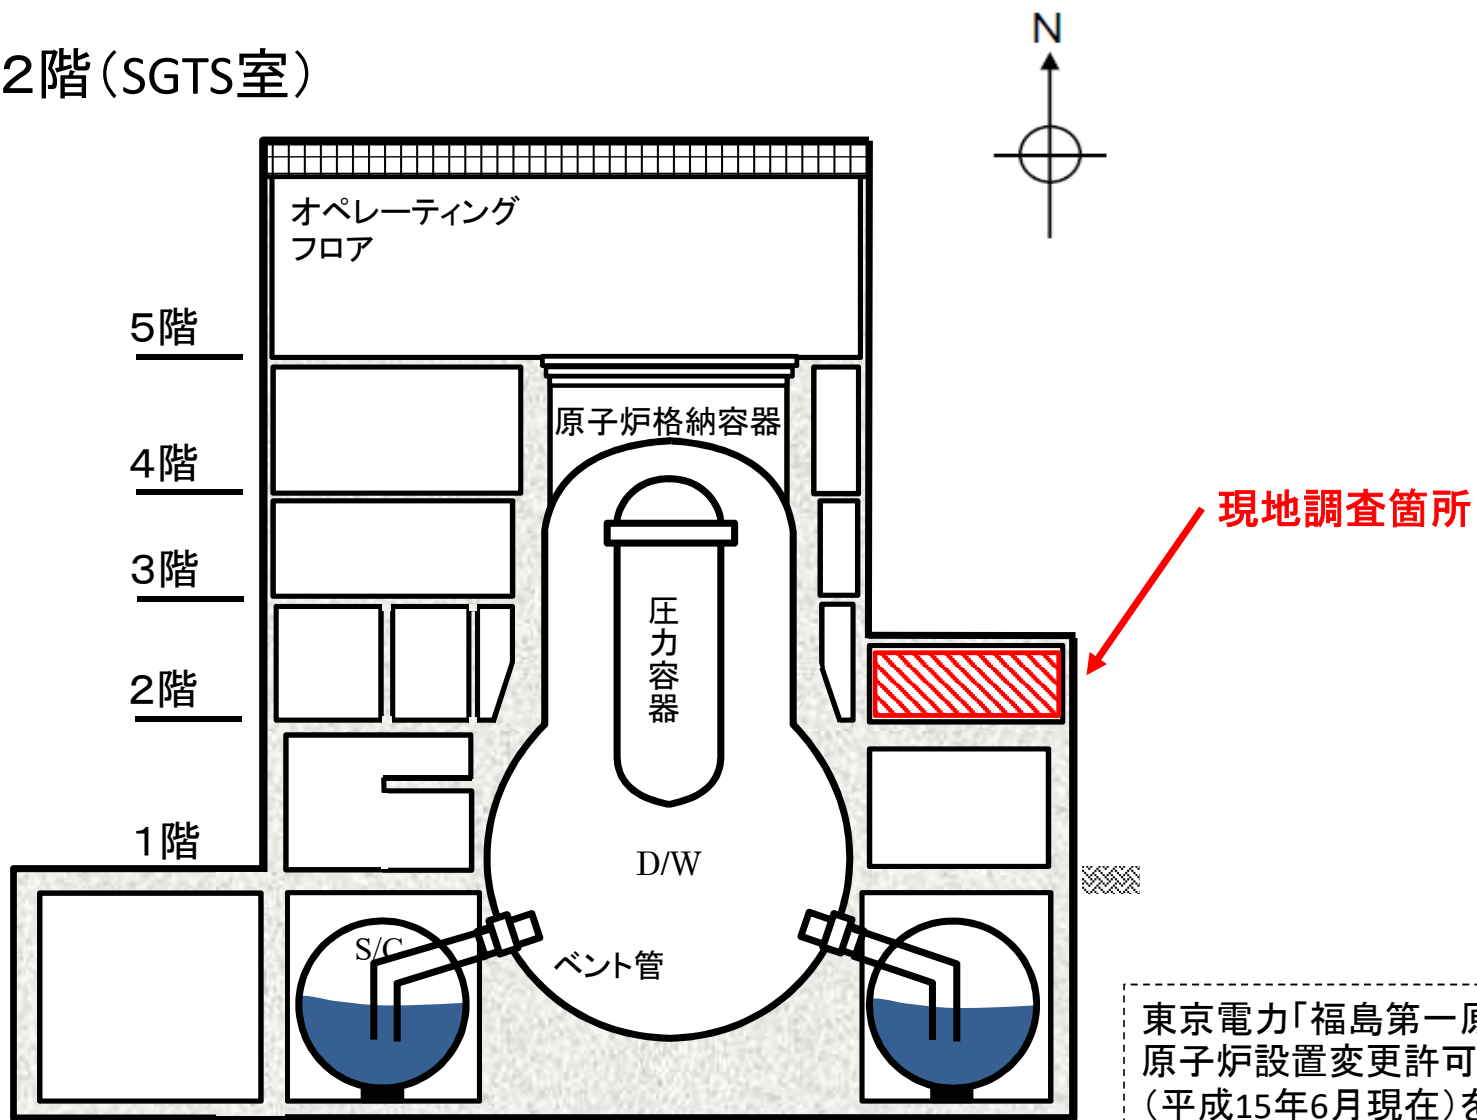 2階(SGTS室)
N
オペレーティング
フロア
5階
原子炉格納容器
4階
現地調査箇所
3階
圧力容器
2階
1階
D/W
S/C
ベント管
東京電力「福島第一原
原子炉設置変更許可
(平成15年6月現在)を